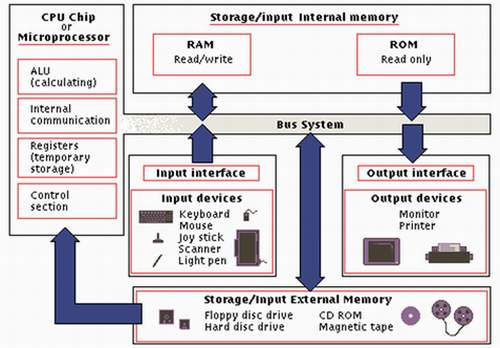 CPU Chip
or
Microprocessor
ALU
(calculating)
Internal
communication
Registers
(temporary
storage)
Control
section
Storage/input Internal memory
RAM
Read/write
ROM
Read only
Bus System
Input interface
Input devices
Keyboard
Mouse
Joy stick
Scanner
Light pen
Output interface
Output devices
Monitor
Printer
Storage/Input External Memory
Floppy disc drive
Hard disc drive
CD ROM
Magnetic tape